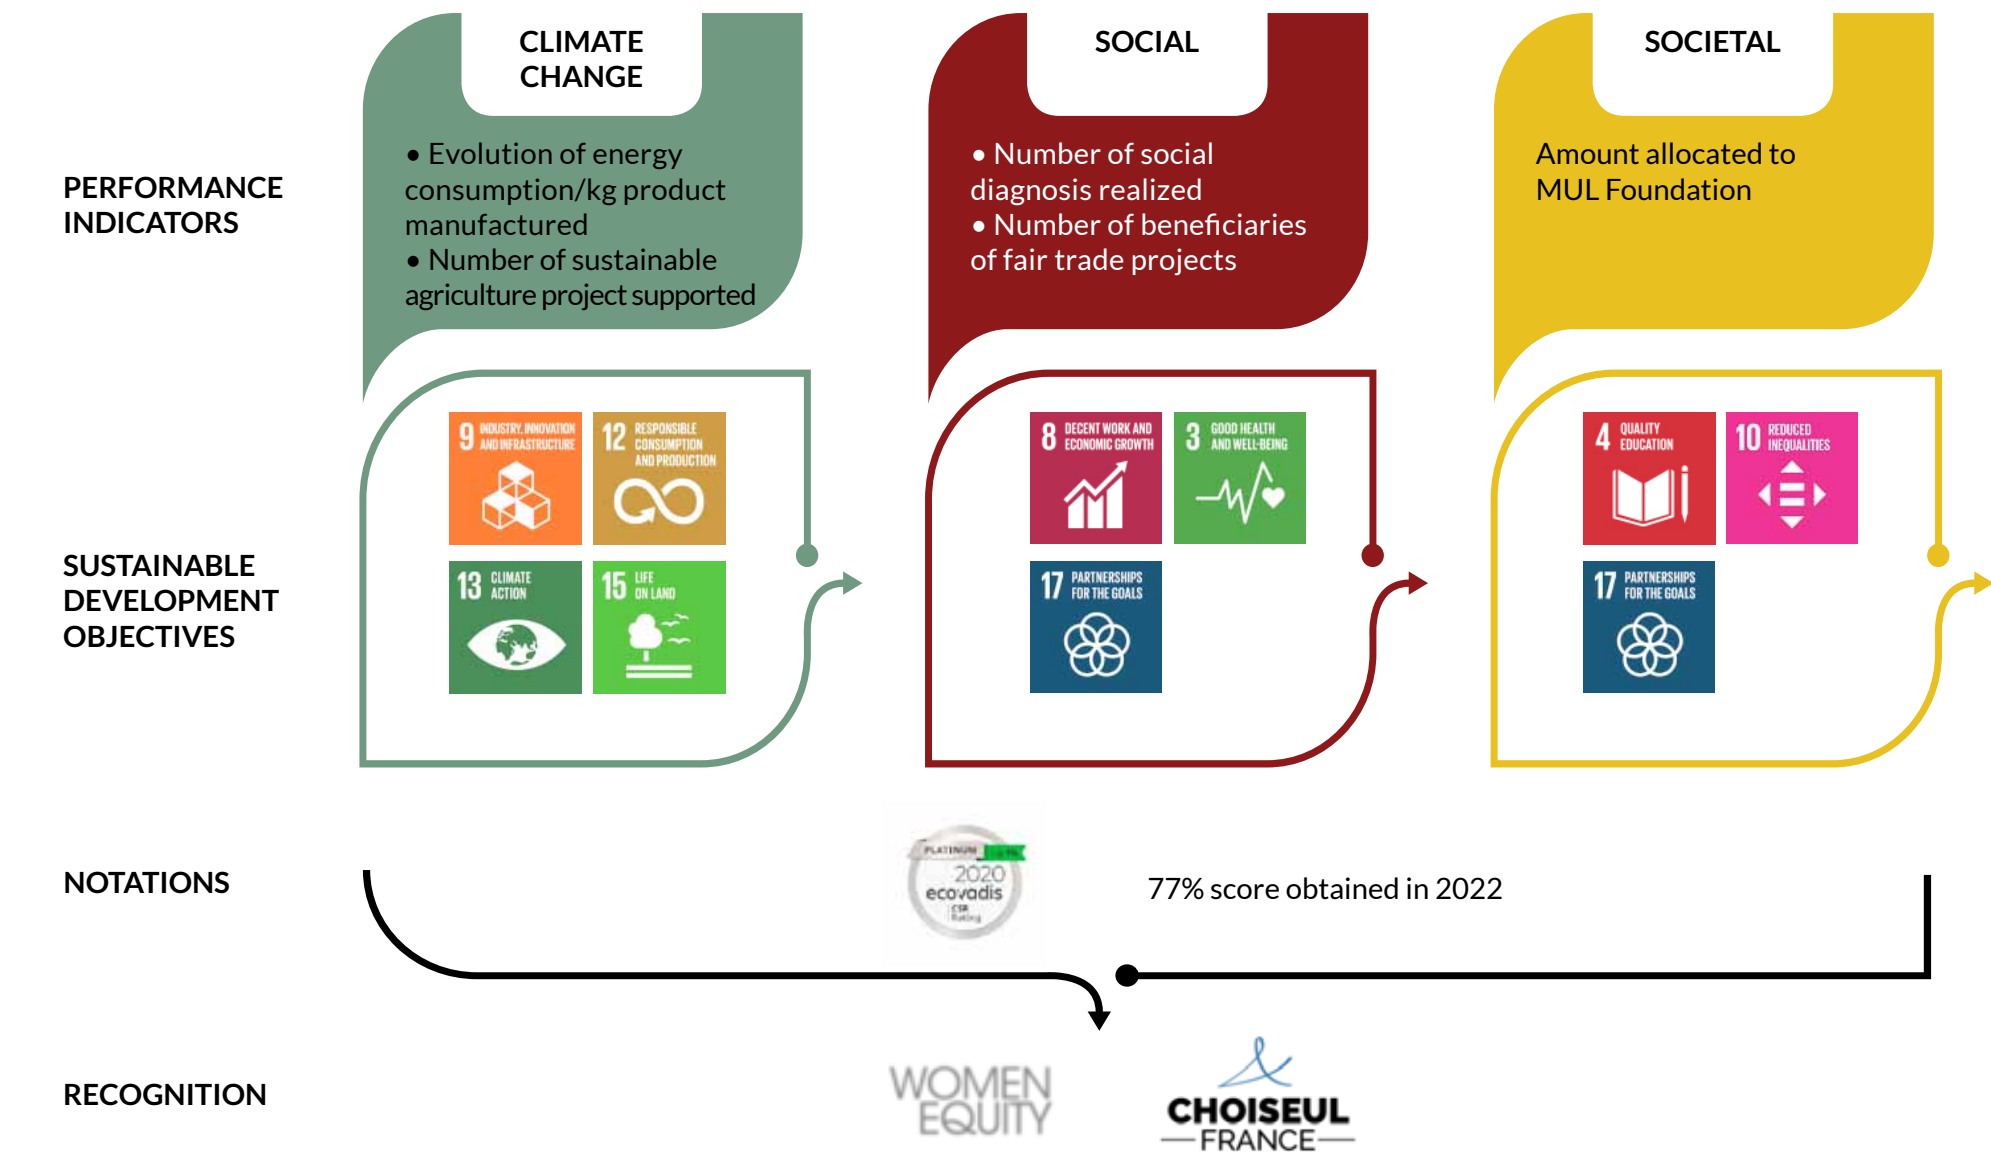 CLIMATE
CHANGE
SOCIAL
SOCIETAL
PERFORMANCE
INDICATORS
• Evolution of energy
consumption/kg product
manufactured
• Number of sustainable
agriculture project supported
• Number of social
diagnosis realized
• Number of beneficiaries
of fair trade projects
Amount allocated to
MUL Foundation
SUSTAINABLE
DEVELOPMENT
OBJECTIVES
9 INDUSTRY, INNOVATION
AND INFRASTRUCTURE
12 RESPONSIBLE
CONSUMPTION
AND PRODUCTION
13 CLIMATE
ACTION
15 LIFE
ON LAND
8 DECENT WORK AND
ECONOMIC GROWTH
3 GOOD HEALTH
AND WELL-BEING
17 PARTNERSHIPS
FOR THE GOALS
4 QUALITY
EDUCATION
10 REDUCED
INEQUALITIES
17 PARTNERSHIPS
FOR THE GOALS
NOTATIONS
PLATINUM
2020
ecovadis
CSR
Rating
77% score obtained in 2022
RECOGNITION
WOMEN
EQUITY
CHOISEUL
FRANCE